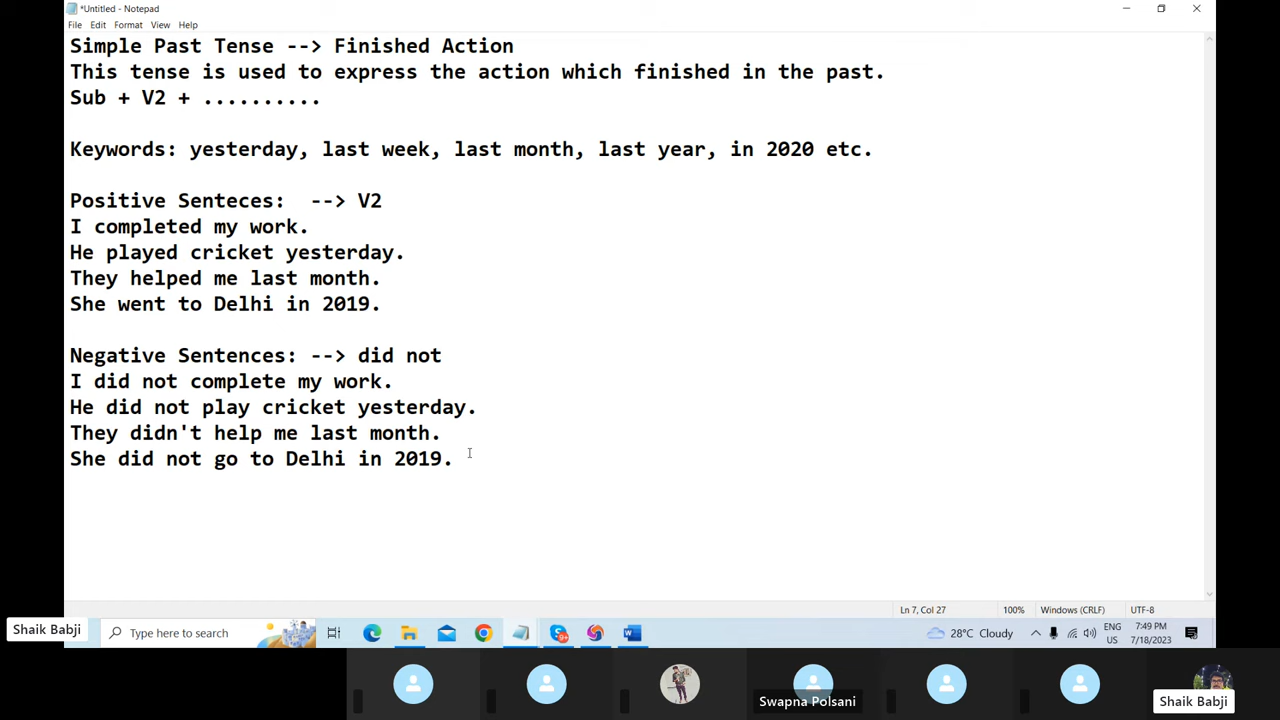 *Untitled - Notepad
File Edit Format View Help
Simple Past Tense --> Finished Action
This tense is used to express the action which finished in the past.
Sub + V2 + ..........
Keywords: yesterday, last week, last month, last year, in 2020 etc.
Positive Senteces:  --> V2
I completed my work.
He played cricket yesterday.
They helped me last month.
She went to Delhi in 2019.
Negative Sentences: --> did not
I did not complete my work.
He did not play cricket yesterday.
They didn't help me last month.
She did not go to Delhi in 2019.
Ln 7, Col 27 100% Windows (CRLF) UTF-8
Shaik Babji
Type here to search
9+
28°C Cloudy
ENG
US
7:49 PM
7/18/2023
Swapna Polsani
Shaik Babji